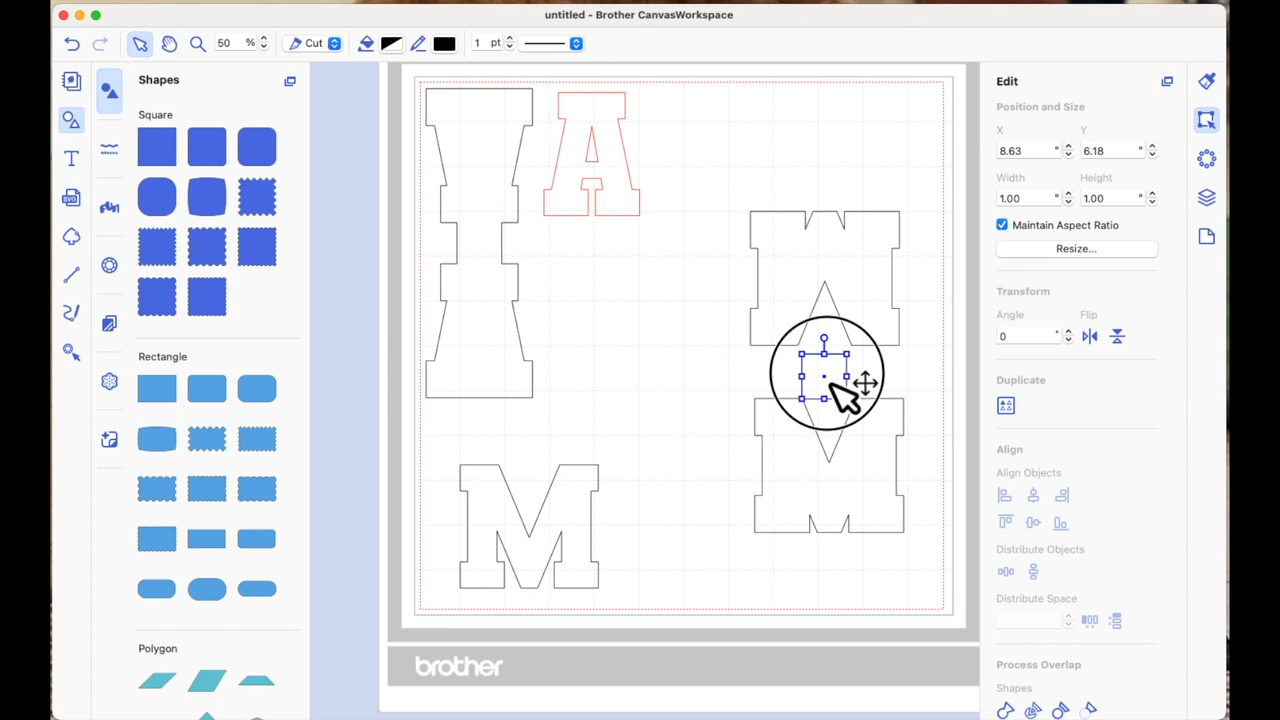 untitled - Brother CanvasWorkspace
50 %
Cut
1 pt
Shapes
Square
Rectangle
Polygon
A
M
brother
Edit
Position and Size
X Y
8.63 " 6.18 "
Width Height
1.00 " 1.00 "
Maintain Aspect Ratio
Resize...
Transform
Angle Flip
0 °
Duplicate
Align
Align Objects
Distribute Objects
Distribute Space
Process Overlap
Shapes